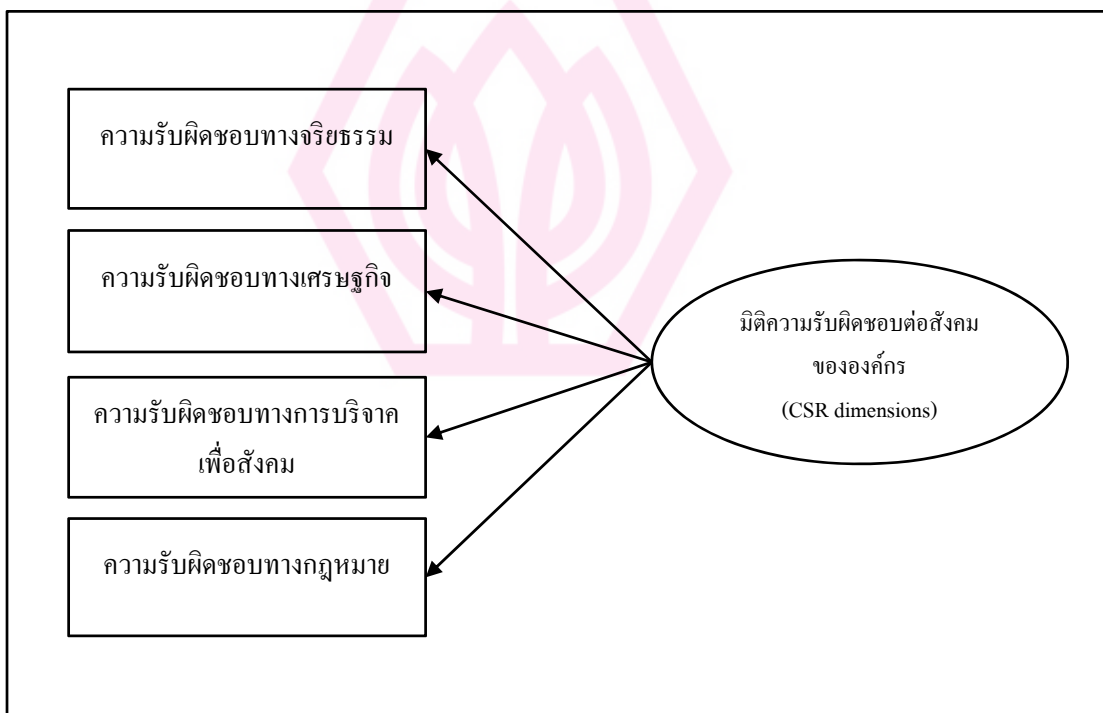 ความรับผิดชอบทางจริยธรรม
ความรับผิดชอบทางเศรษฐกิจ
ความรับผิดชอบทางการบริจาค
เพื่อสังคม
ความรับผิดชอบทางกฎหมาย
มิติความรับผิดชอบต่อสังคม
ขององค์กร
(CSR dimensions)